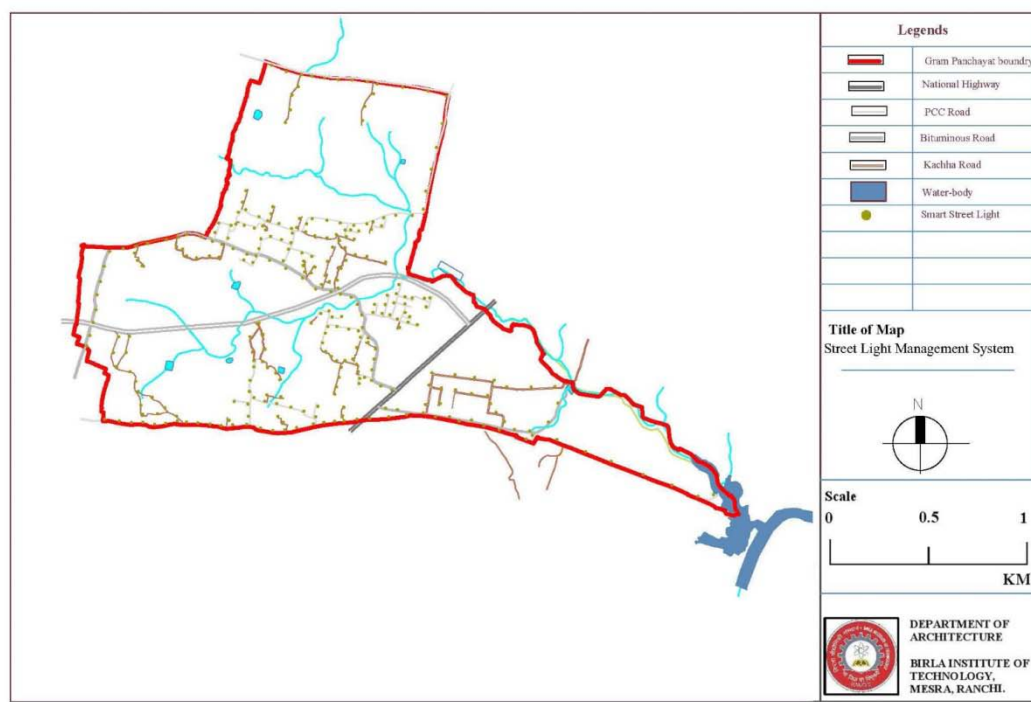 Legends
Gram Panchayat boundry
National Highway
PCC Road
Bituminous Road
Kachha Road
Water-body
Smart Street Light
Title of Map
Street Light Management System
N
Scale
0 0.5 1
KM
DEPARTMENT OF
ARCHITECTURE
BIRLA INSTITUTE OF
TECHNOLOGY,
MESRA, RANCHI.